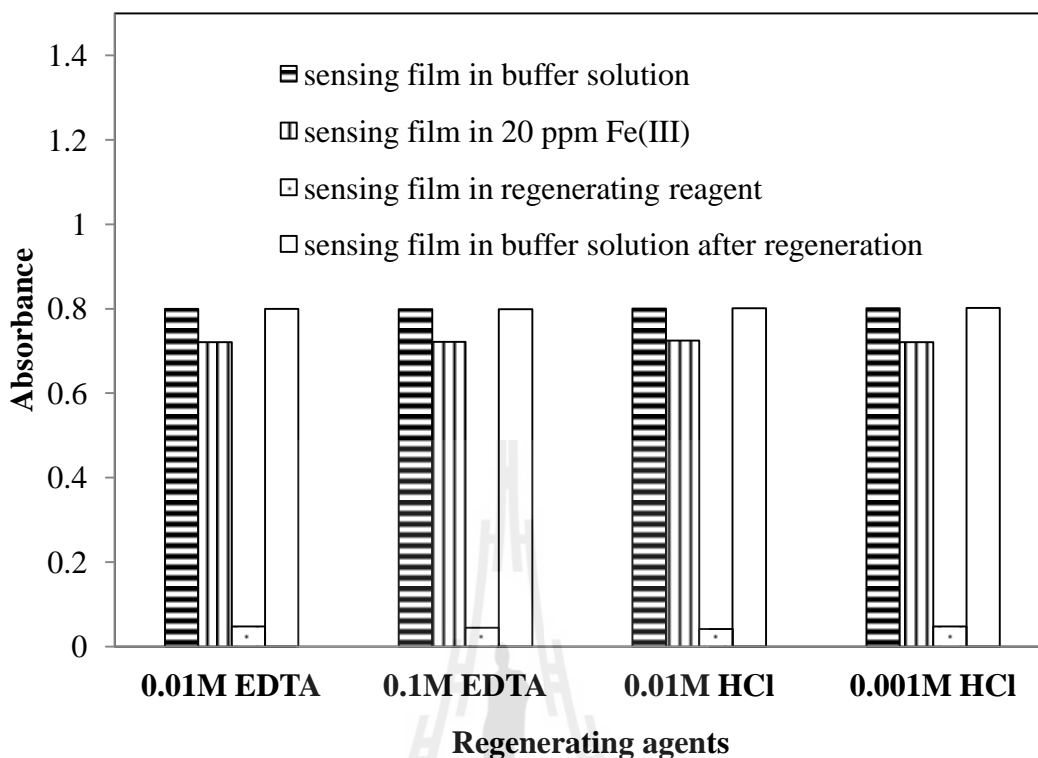 1.4
sensing film in buffer solution
1.2
sensing film in 20 ppm Fe(III)
sensing film in regenerating reagent
1
sensing film in buffer solution after regeneration
0.8
0.6
0.4
0.2
0
Absorbance
0.01M EDTA 0.1M EDTA 0.01M HCl 0.001M HCl
Regenerating agents